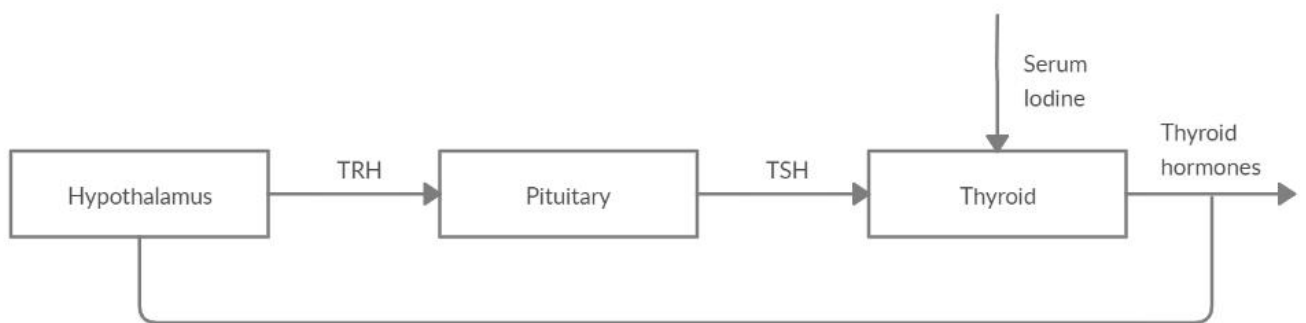 Serum
Iodine
Thyroid
hormones
Hypothalamus
TRH
Pituitary
TSH
Thyroid